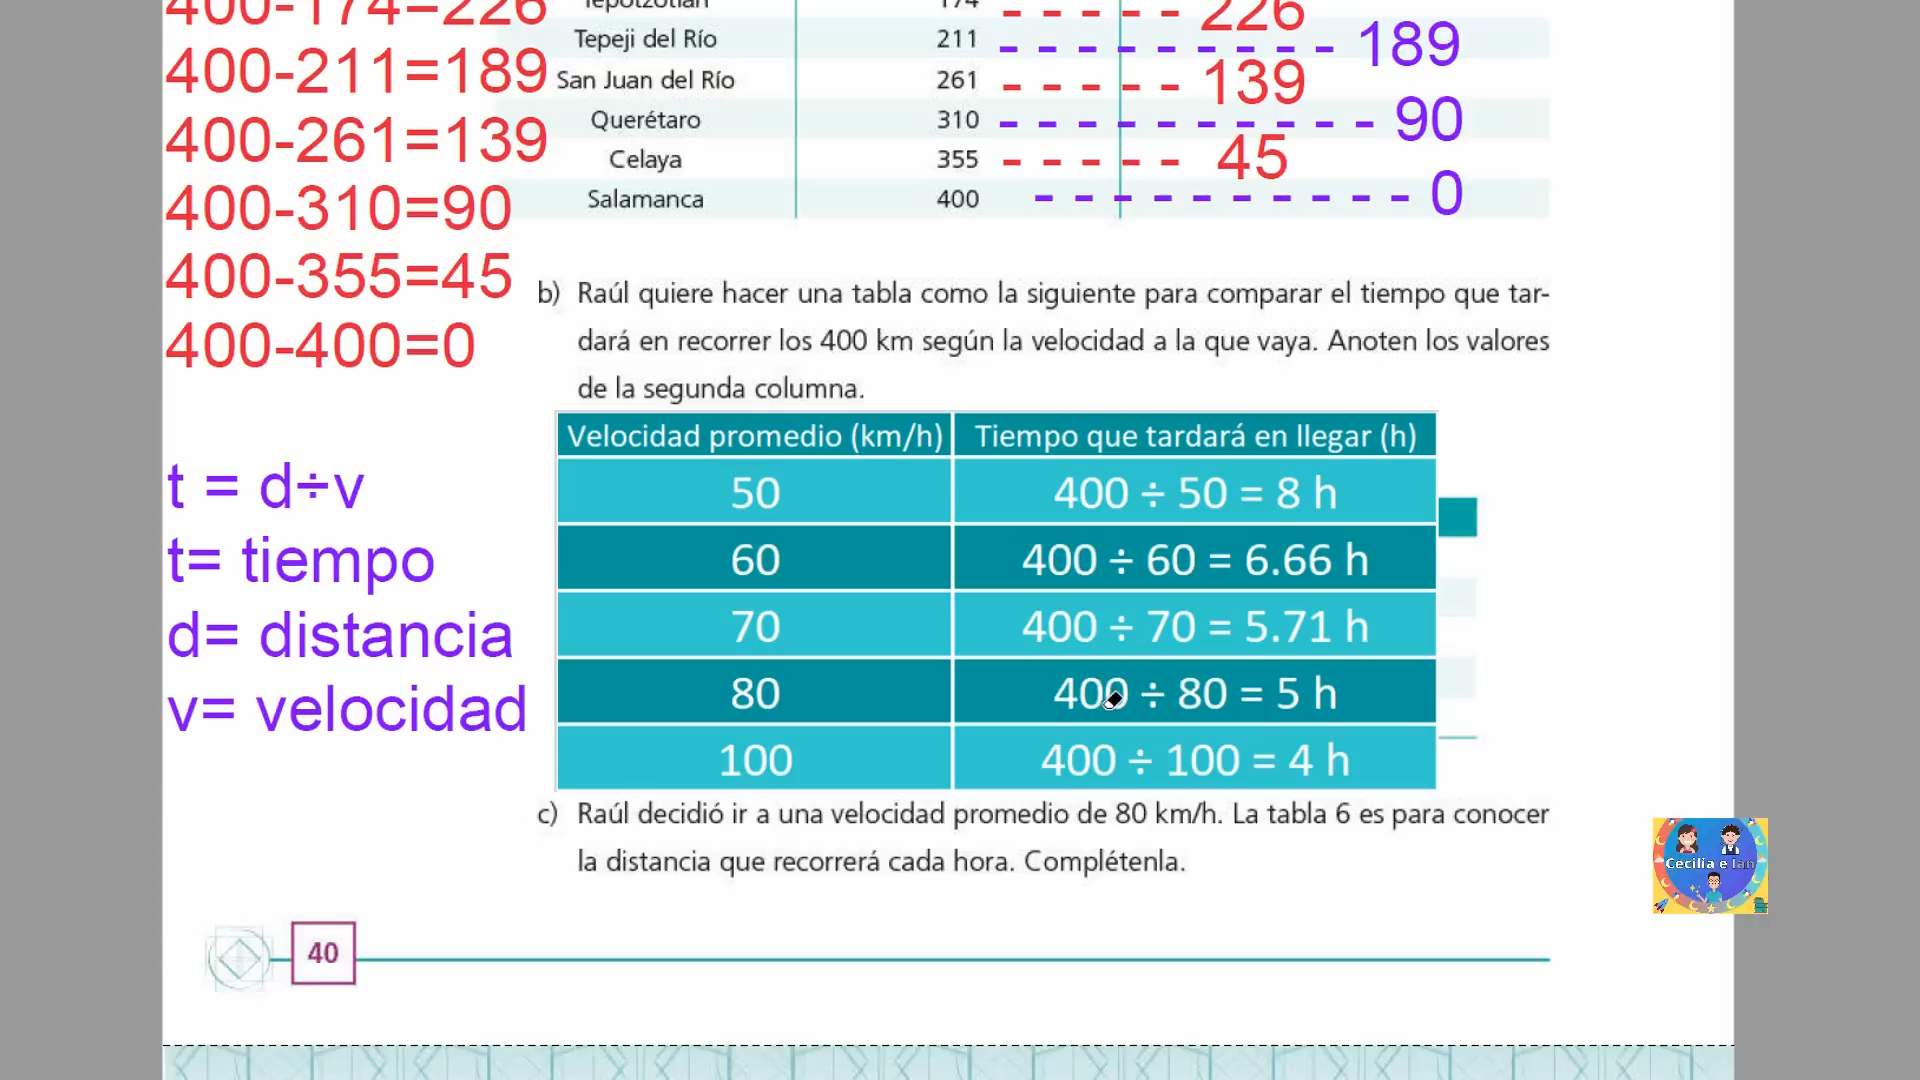 400-174=226
Tepotzotlán 174 - - - - - 226
Tepeji del Río 211 - - - - - - - - - 189
400-211=189
San Juan del Río 261 - - - - - 139
400-261=139
Querétaro 310 - - - - - - - - - - 90
Celaya 355 - - - - - 45
400-310=90
Salamanca 400 - - - - - - - - - - 0
400-355=45
400-400=0
b) Raúl quiere hacer una tabla como la siguiente para comparar el tiempo que tar-
dará en recorrer los 400 km según la velocidad a la que vaya. Anoten los valores
de la segunda columna.
t = d÷v
t= tiempo
d= distancia
v= velocidad
Velocidad promedio (km/h) Tiempo que tardará en llegar (h)
50 400 ÷ 50 = 8 h
60 400 ÷ 60 = 6.66 h
70 400 ÷ 70 = 5.71 h
80 400 ÷ 80 = 5 h
100 400 ÷ 100 = 4 h
c) Raúl decidió ir a una velocidad promedio de 80 km/h. La tabla 6 es para conocer
la distancia que recorrerá cada hora. Complétenla.
Cecilia e Ian
40